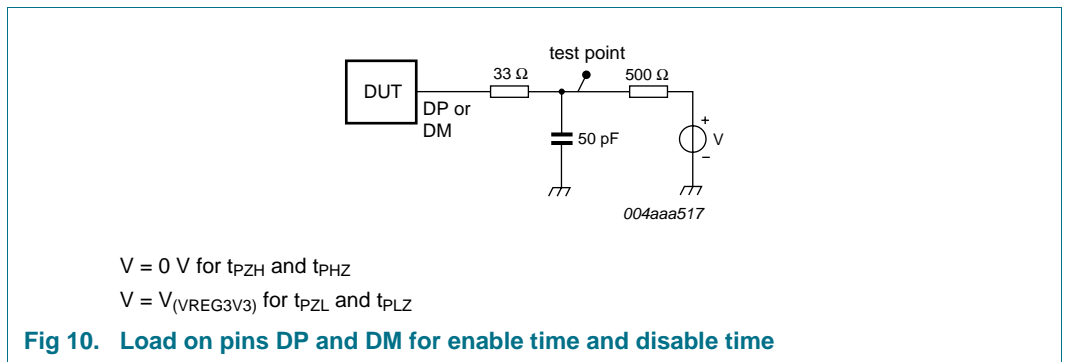 test point
33 Ω
500 Ω
DUT
DP or
DM
50 pF
+
V
−
004aaa517
V = 0 V for tPZH and tPHZ
V = V(VREG3V3) for tPZL and tPLZ
Fig 10. Load on pins DP and DM for enable time and disable time